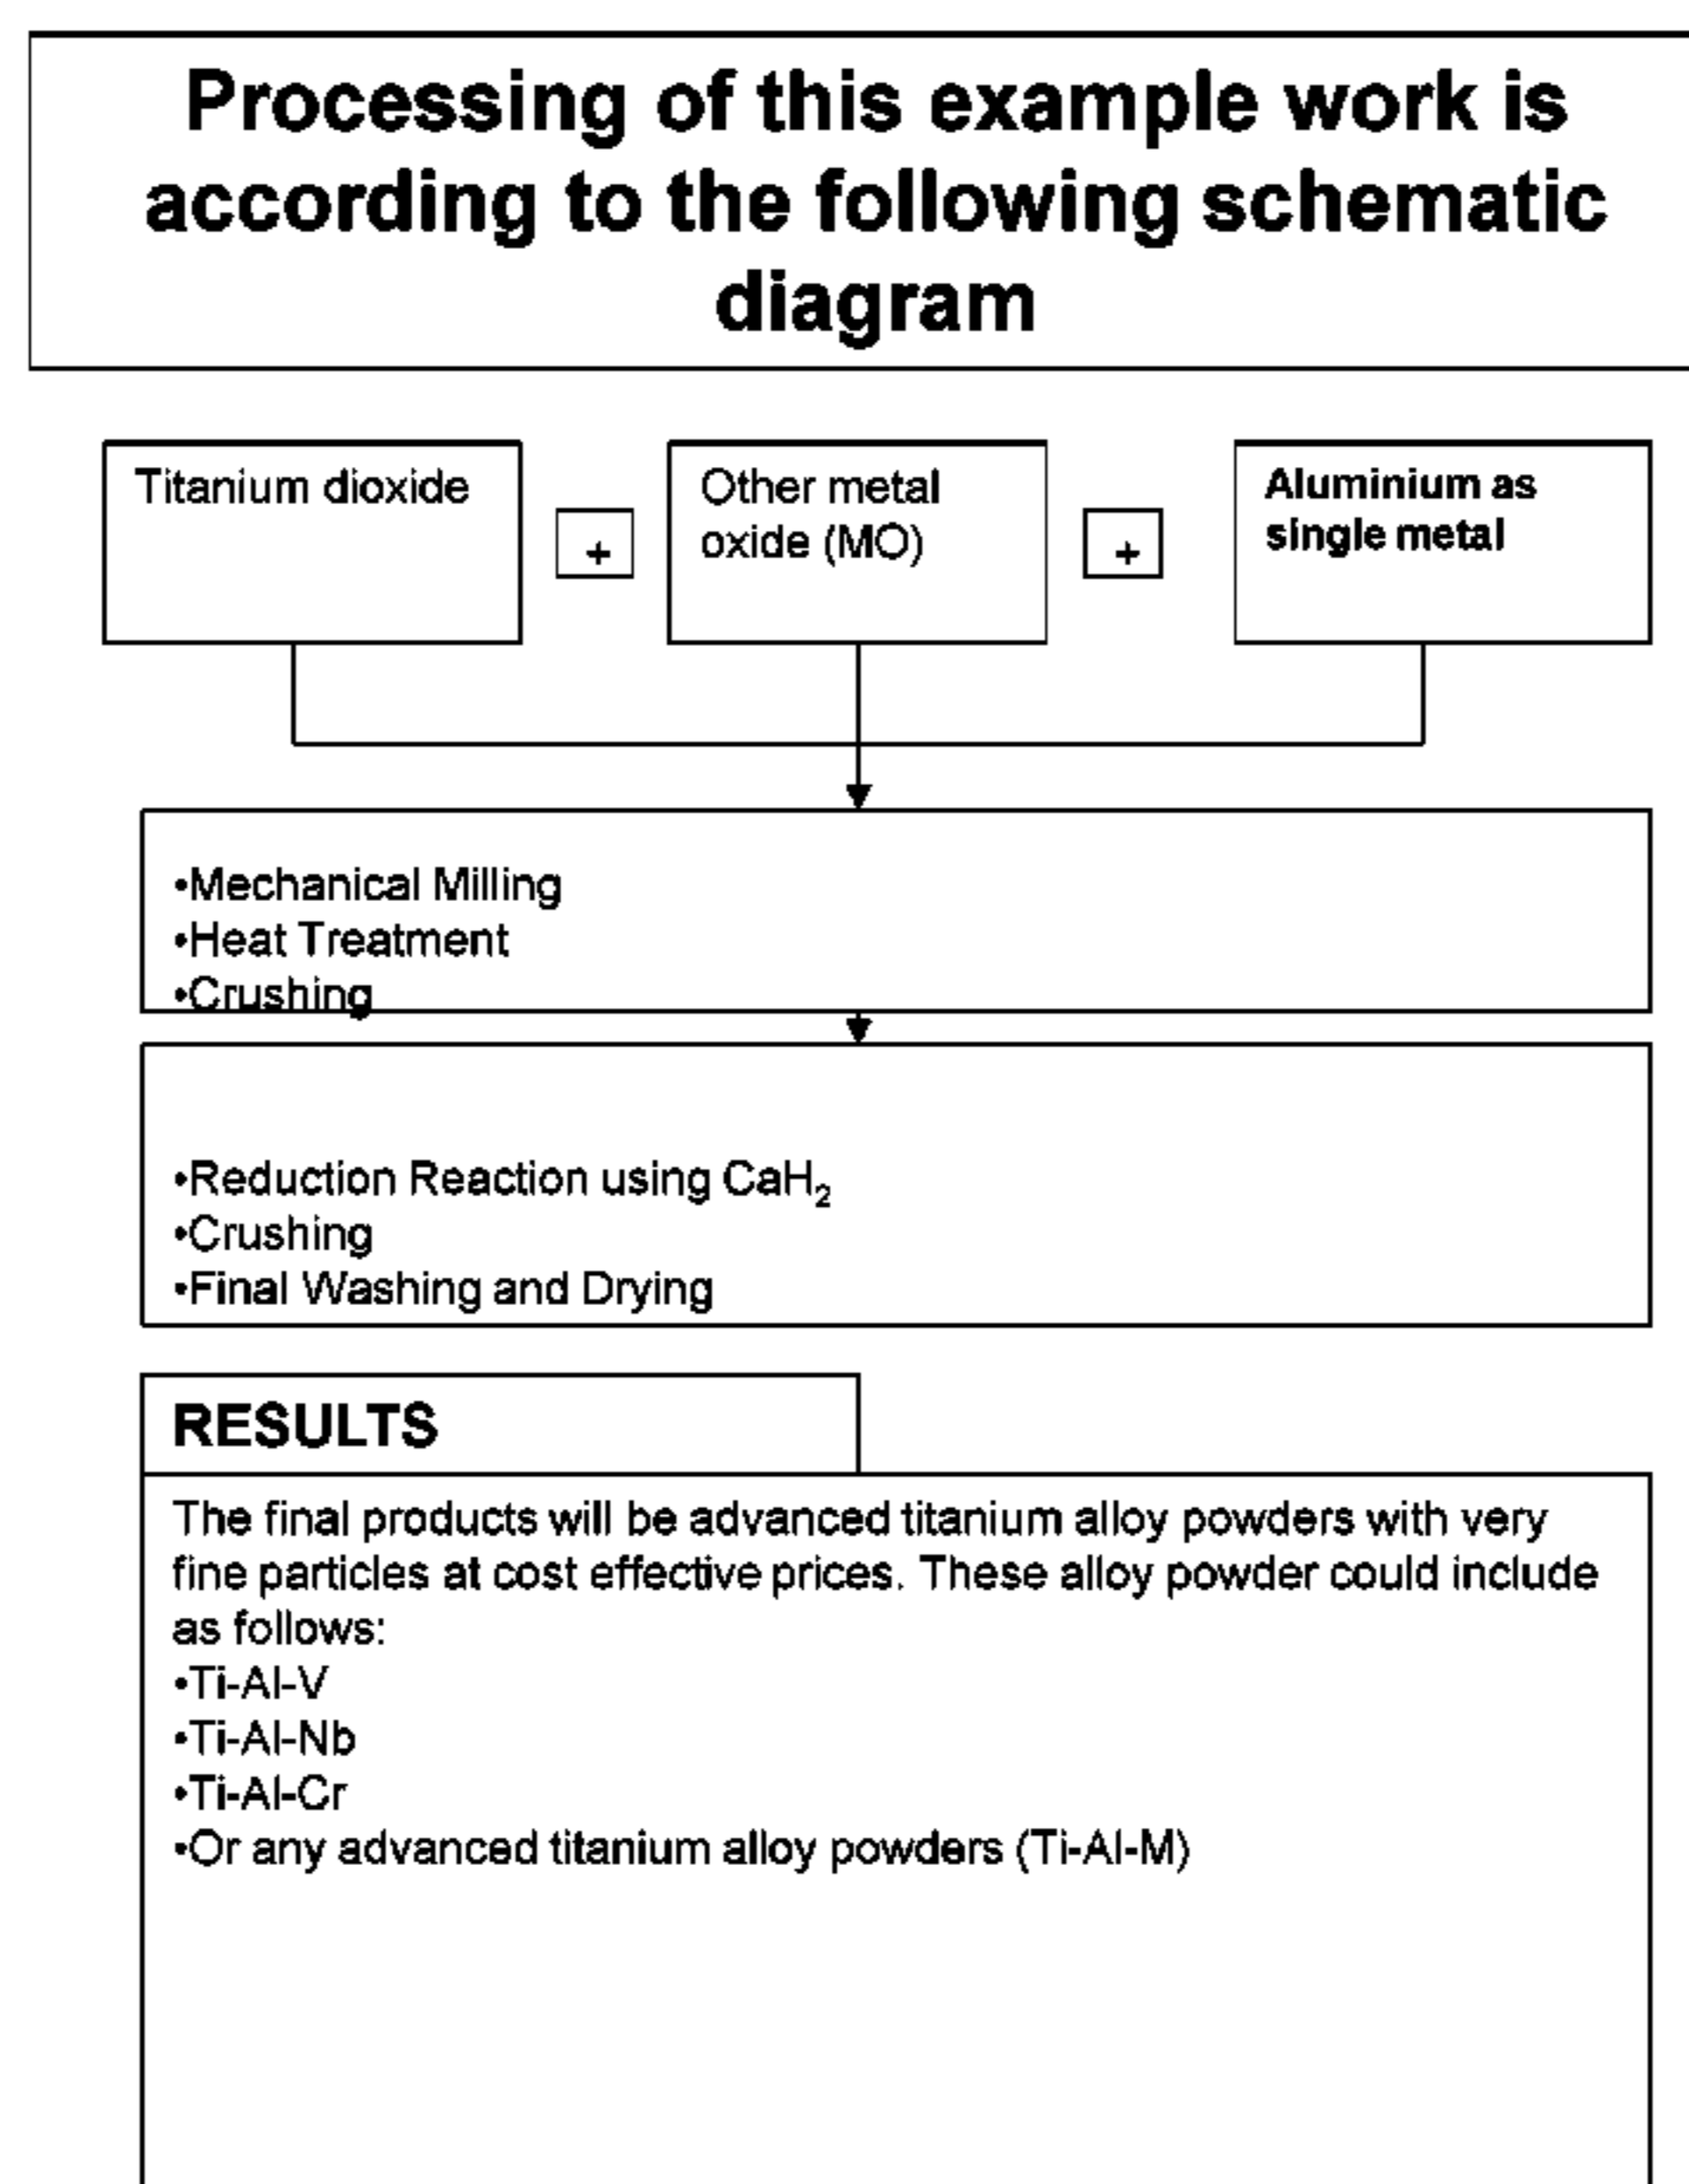 Processing of this example work is
according to the following schematic
diagram
Titanium dioxide
+
Other metal
oxide (MO)
+
Aluminium as
single metal
•Mechanical Milling
•Heat Treatment
•Crushing
•Reduction Reaction using CaH₂
•Crushing
•Final Washing and Drying
RESULTS
The final products will be advanced titanium alloy powders with very
fine particles at cost effective prices. These alloy powder could include
as follows:
•Ti-Al-V
•Ti-Al-Nb
•Ti-Al-Cr
•Or any advanced titanium alloy powders (Ti-Al-M)